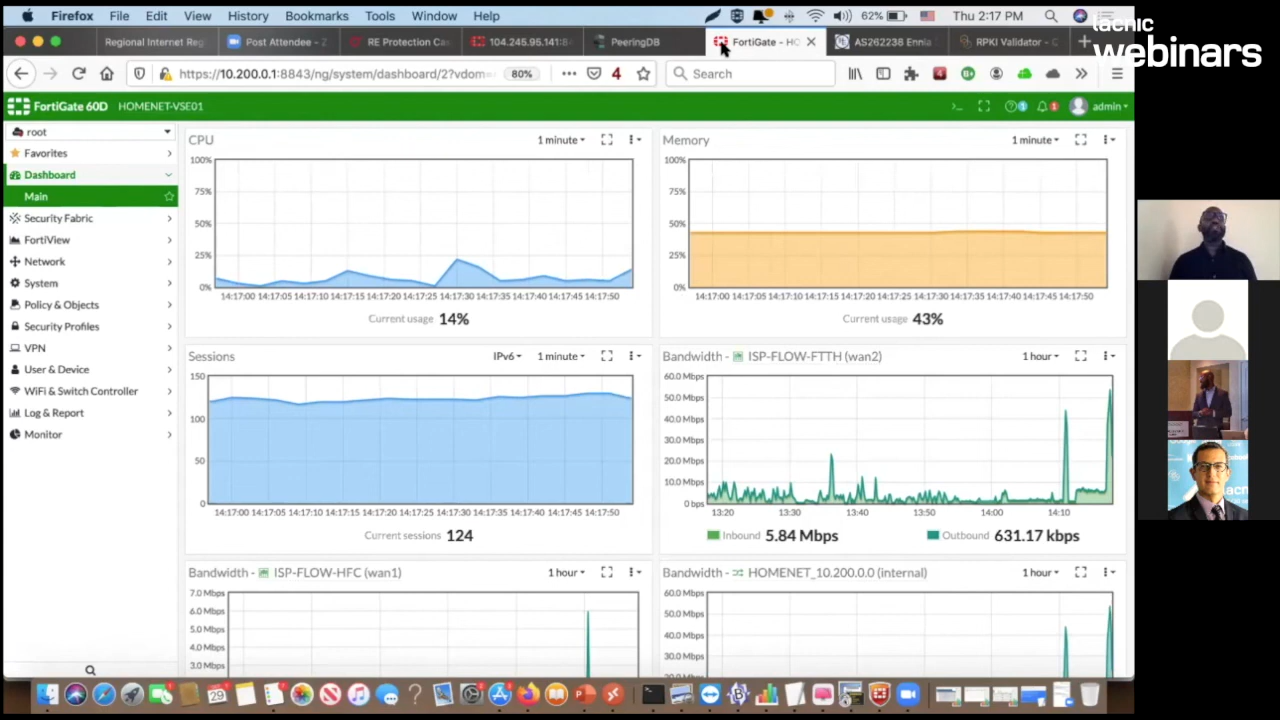 Firefox File Edit View History Bookmarks Tools Window Help 62% Thu 2:17 PM
lacnic
webinars
Regional Internet Reg Post Attendee - Z RE Protection Ca 104.245.95.141:8 PeeringDB FortiGate - HO AS262238 Ennia RPKI Validator - C
https://10.200.0.1:8843/ng/system/dashboard/2?vdom= 80% 4 Search
FortiGate 60D HOMENET-VSE01 admin
root
Favorites
Dashboard
Main
Security Fabric
FortiView
Network
System
Policy & Objects
Security Profiles
VPN
User & Device
WiFi & Switch Controller
Log & Report
Monitor
CPU 1 minute
100%
75%
50%
25%
0%
14:17:00 14:17:05 14:17:10 14:17:15 14:17:20 14:17:25 14:17:30 14:17:35 14:17:40 14:17:45 14:17:50
Current usage 14%
Memory 1 minute
100%
75%
50%
25%
0%
14:17:00 14:17:05 14:17:10 14:17:15 14:17:20 14:17:25 14:17:30 14:17:35 14:17:40 14:17:45 14:17:50
Current usage 43%
Sessions IPv6 1 minute
150
100
50
0
14:17:00 14:17:05 14:17:10 14:17:15 14:17:20 14:17:25 14:17:30 14:17:35 14:17:40 14:17:45 14:17:50
Current sessions 124
Bandwidth - ISP-FLOW-FTTH (wan2) 1 hour
60.0 Mbps
50.0 Mbps
40.0 Mbps
30.0 Mbps
20.0 Mbps
10.0 Mbps
0 bps
13:20 13:30 13:40 13:50 14:00 14:10
Inbound 5.84 Mbps Outbound 631.17 kbps
Bandwidth - ISP-FLOW-HFC (wan1) 1 hour
7.0 Mbps
6.0 Mbps
5.0 Mbps
4.0 Mbps
3.0 Mbps
Bandwidth - HOMENET_10.200.0.0 (internal) 1 hour
60.0 Mbps
50.0 Mbps
40.0 Mbps
30.0 Mbps
20.0 Mbps